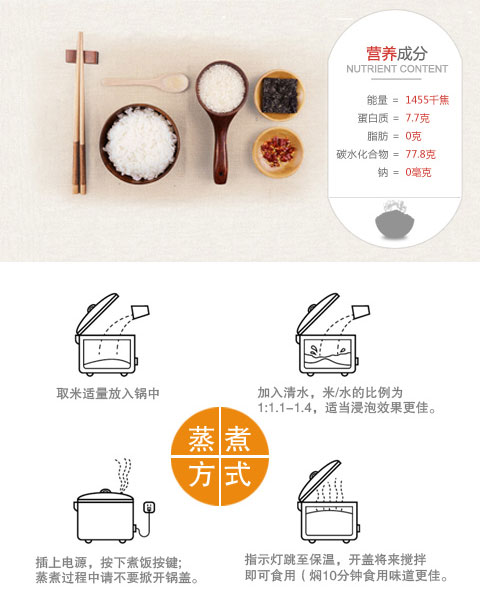 营养成分
NUTRIENT CONTENT
能量 = 1455千焦
蛋白质 = 7.7克
脂肪 = 0克
碳水化合物 = 77.8克
钠 = 0毫克
取米适量放入锅中
加入清水，米/水的比例为
1:1.1-1.4，适当浸泡效果更佳。
蒸煮
方式
插上电源，按下煮饭按键;
蒸煮过程中请不要掀开锅盖。
指示灯跳至保温，开盖将来搅拌
即可食用（焖10分钟食用味道更佳。